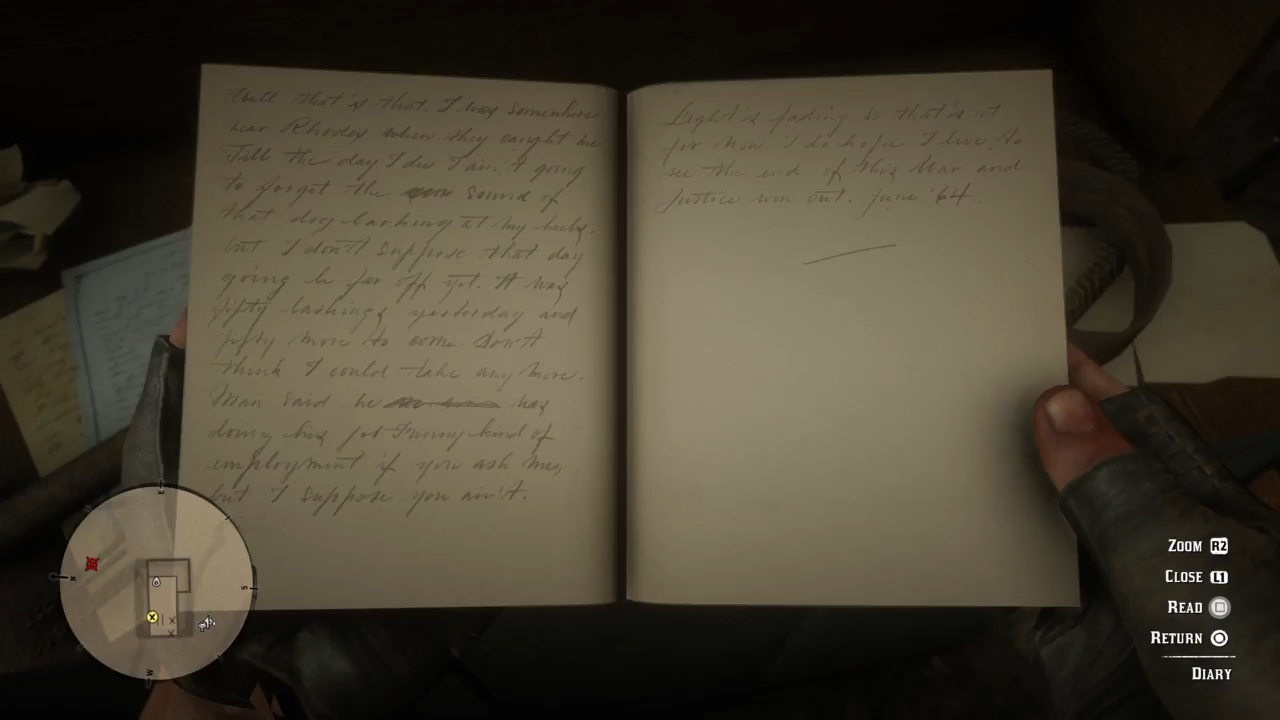 Well that is that. I was somewhere
near Rhodes when they caught me.
Till the day I die I ain't going
to forget the sound of
that dog barking at my heels.
but I don't suppose that day
going be far off yet. It was
fifty lashings yesterday and
fifty more to come. Don't
think I could take any more.
Man said he was
doing his job Funny kind of
employment if you ask me,
but I suppose you ain't.
Light is fading so that is it
for now I do hope I live to
see the end of this War and
Justice win out. June '64
ZOOM R2
CLOSE L1
READ
RETURN
DIARY